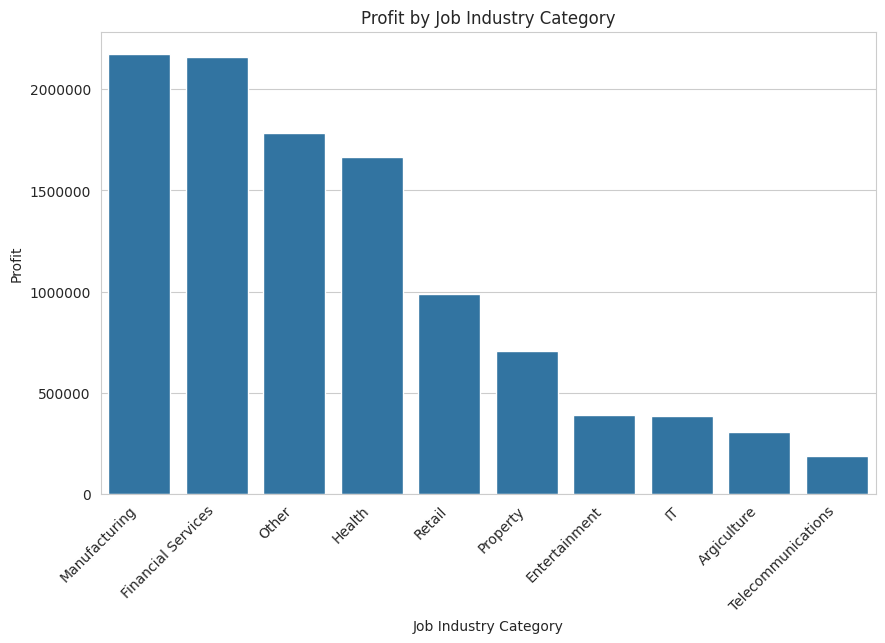 Profit by Job Industry Category
Profit
2000000
1500000
1000000
500000
0
Manufacturing
Financial Services
Other
Health
Retail
Property
Entertainment
IT
Argiculture
Telecommunications
Job Industry Category